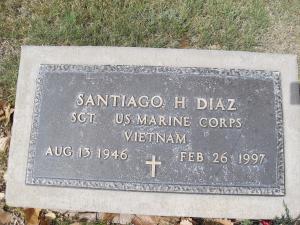 SANTIAGO H DIAZ
SGT US MARINE CORPS
VIETNAM
AUG 13 1946 FEB 26 1997